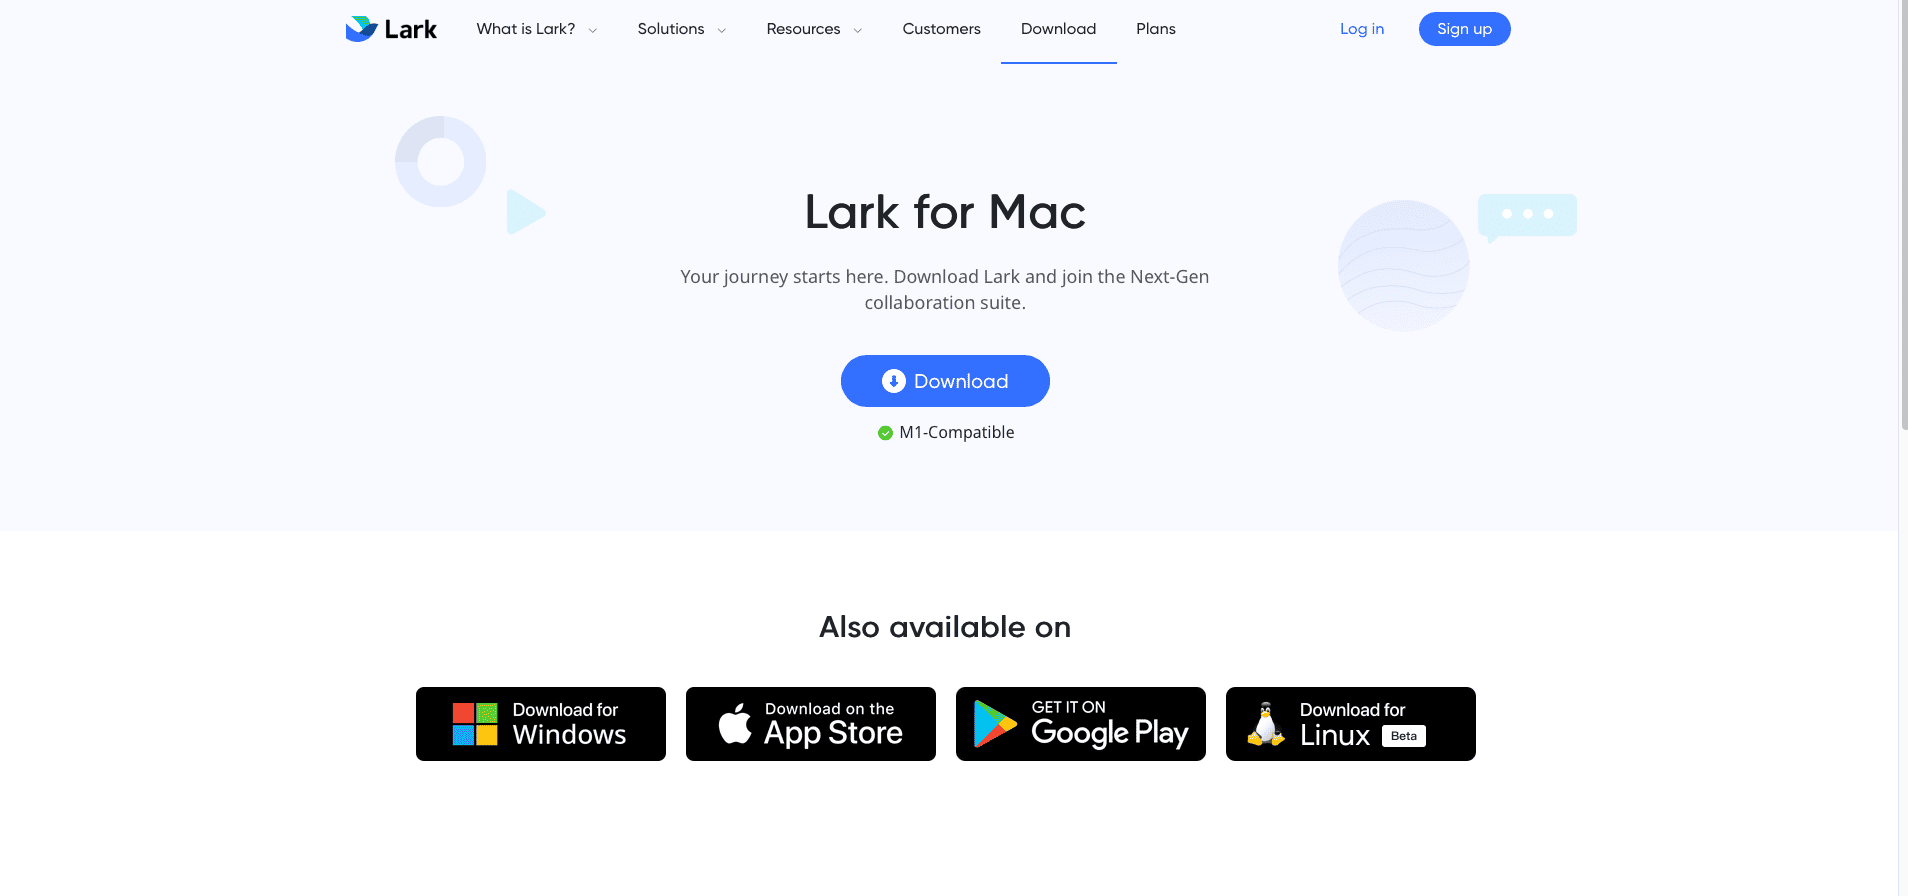 Lark What is Lark? Solutions Resources Customers Download Plans Log in Sign up
Lark for Mac
Your journey starts here. Download Lark and join the Next-Gen
collaboration suite.
Download
M1-Compatible
Also available on
Download for
Windows
Download on the
App Store
GET IT ON
Google Play
Download for
Linux Beta